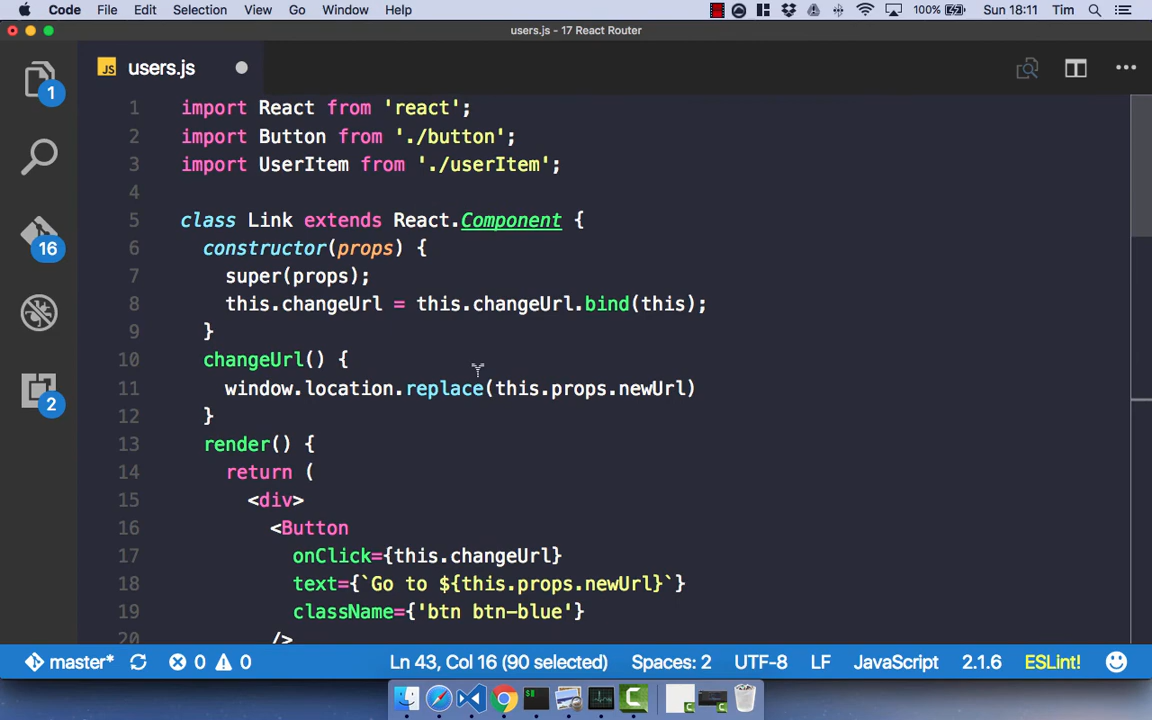 Code File Edit Selection View Go Window Help 100% Sun 18:11 Tim
users.js - 17 React Router
JS users.js
1 import React from 'react';
2 import Button from './button';
3 import UserItem from './userItem';
4
5 class Link extends React.Component {
6 constructor(props) {
7 super(props);
8 this.changeUrl = this.changeUrl.bind(this);
9 }
10 changeUrl() {
11 window.location.replace(this.props.newUrl)
12 }
13 render() {
14 return (
15 <div>
16 <Button
17 onClick={this.changeUrl}
18 text={`Go to ${this.props.newUrl}`}
19 className={'btn btn-blue'}
20 />
1
16
2
master* 0 0 Ln 43, Col 16 (90 selected) Spaces: 2 UTF-8 LF JavaScript 2.1.6 ESLint!